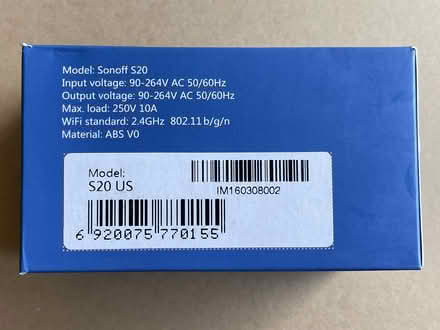 Model: Sonoff S20
Input voltage: 90-264V AC 50/60Hz
Output voltage: 90-264V AC 50/60Hz
Max. load: 250V 10A
WiFi standard: 2.4GHz 802.11 b/g/n
Material: ABS V0
Model:
S20 US
IM160308002
6 920075 770155